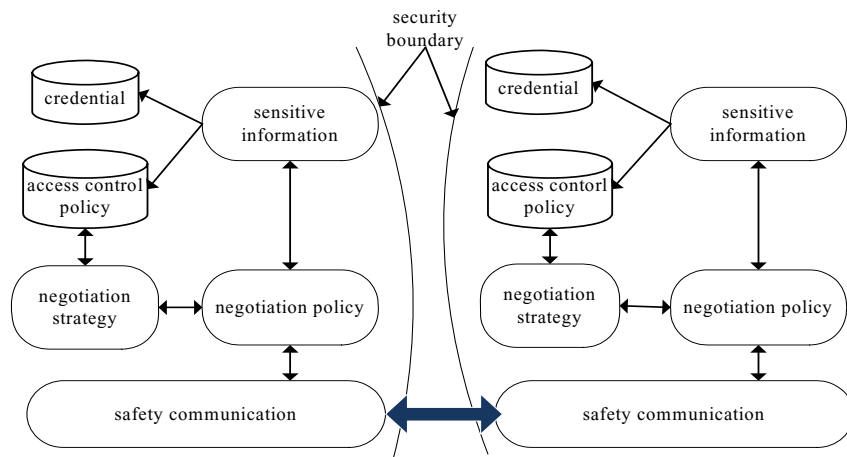 security
boundary
credential
sensitive
information
access control
policy
negotiation
strategy
negotiation policy
safety communication
credential
sensitive
information
access contorl
policy
negotiation
strategy
negotiation policy
safety communication